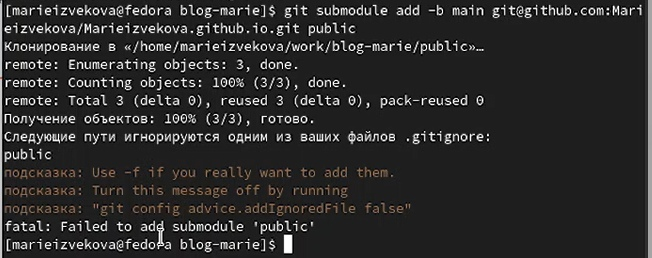 [marieizvekova@fedora blog-marie]$ git submodule add -b main git@github.com:Mari
eizvekova/Marieizvekova.github.io.git public
Клонирование в «/home/marieizvekova/work/blog-marie/public»…
remote: Enumerating objects: 3, done.
remote: Counting objects: 100% (3/3), done.
remote: Total 3 (delta 0), reused 3 (delta 0), pack-reused 0
Получение объектов: 100% (3/3), готово.
Следующие пути игнорируются одним из ваших файлов .gitignore:
public
подсказка: Use -f if you really want to add them.
подсказка: Turn this message off by running
подсказка: "git config advice.addIgnoredFile false"
fatal: Failed to add submodule 'public'
[marieizvekova@fedora blog-marie]$